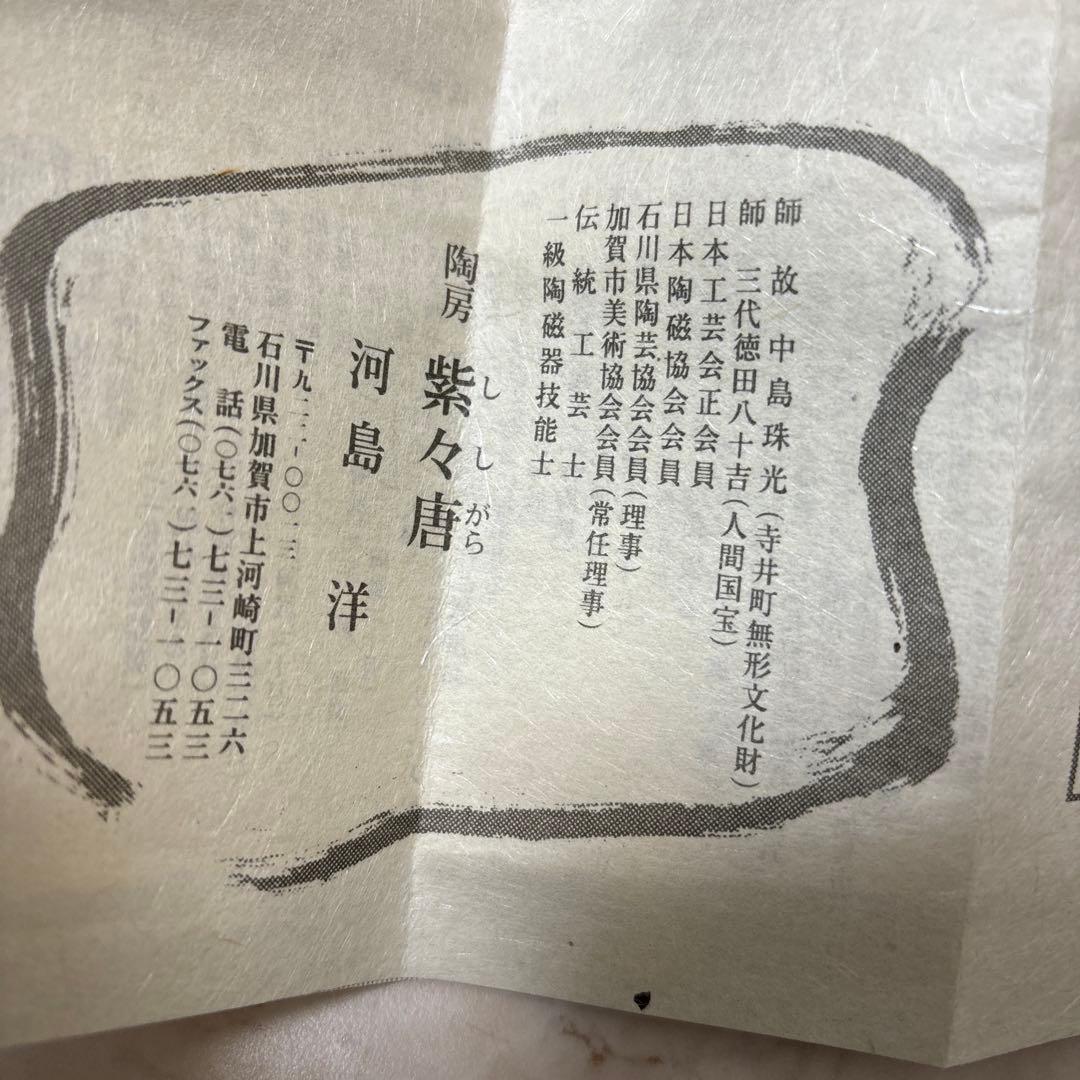 師 故 中島珠光(寺井町無形文化財)
師 三代徳田八十吉(人間国宝)
日本工芸会正会員
日本陶磁協会会員
石川県陶芸協会会員(理事)
加賀市美術協会会員(常任理事)
伝統工芸士
一級陶磁器技能士
陶房 紫々唐
ししがら
河島 洋
〒九二二-〇〇一三
石川県加賀市上河崎町三二六
電話(〇七六一)七三-一〇五三
ファックス(〇七六一)七三-一〇五三